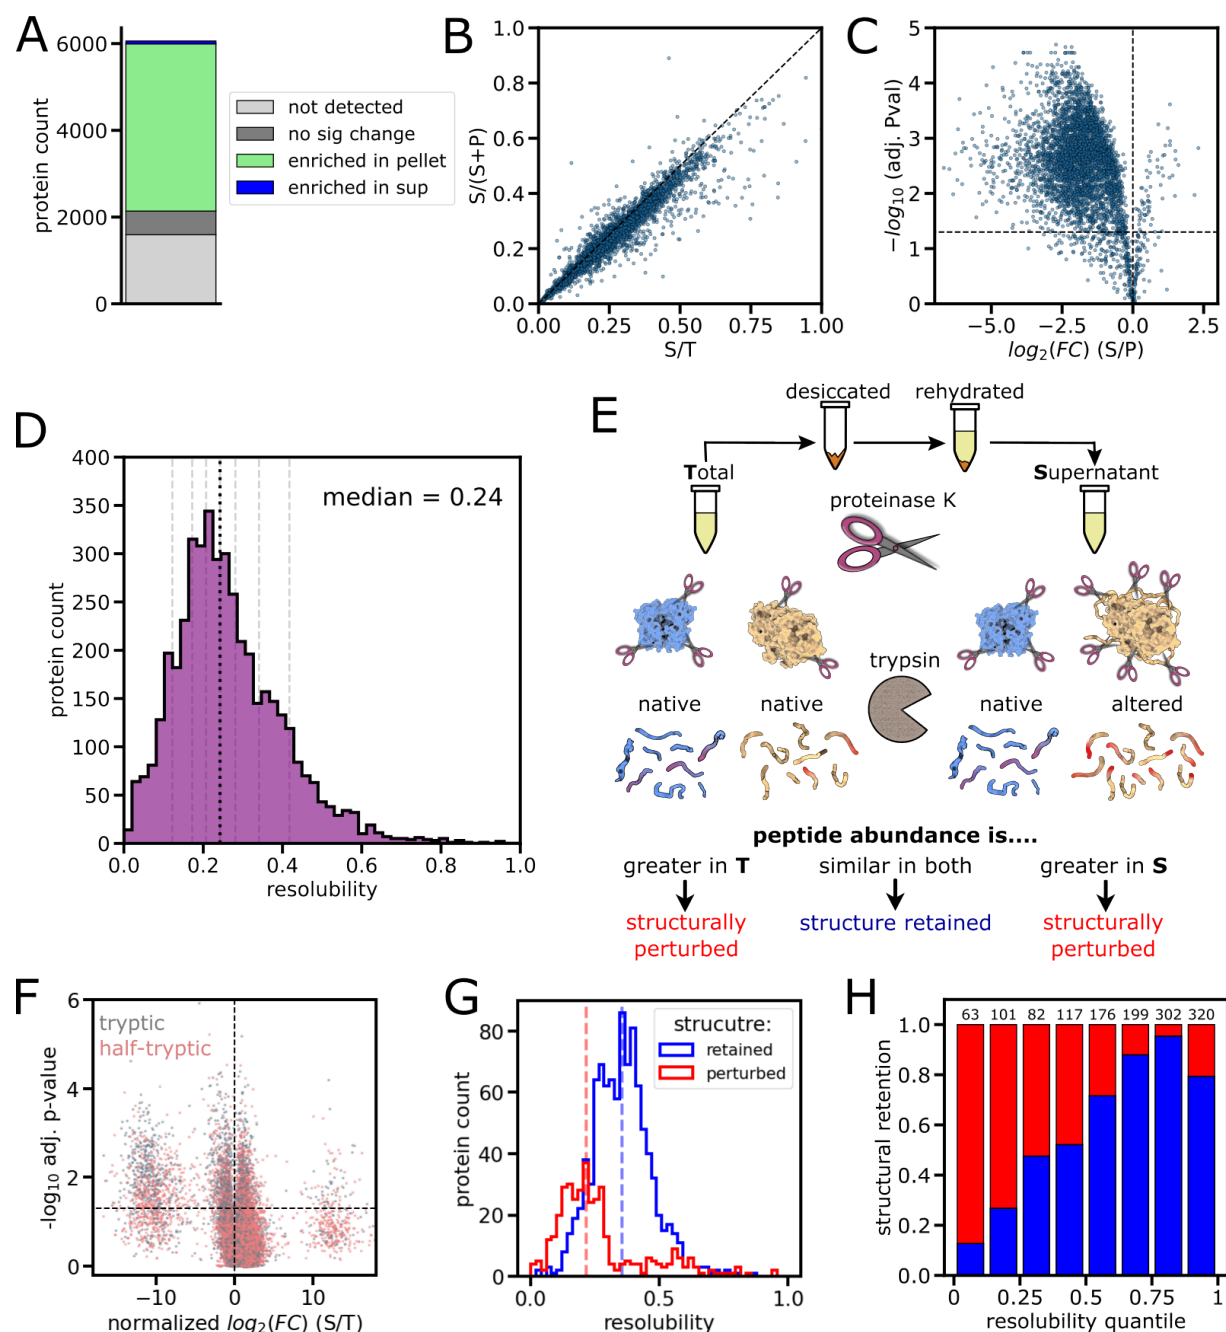 A
6000
4000
2000
0
protein count
not detected
no sig change
enriched in pellet
enriched in sup
B
1.0
0.8
0.6
0.4
0.2
0.0
S/(S+P)
0.00 0.25 0.50 0.75 1.00
S/T
C
5
4
3
2
1
0
−log10 (adj. Pval)
−5.0 −2.5 0.0 2.5
log2(FC) (S/P)
D
400
350
300
250
200
150
100
50
0
protein count
median = 0.24
0.0 0.2 0.4 0.6 0.8 1.0
resolubility
E
desiccated rehydrated
Total
Supernatant
proteinase K
trypsin
native native native altered
peptide abundance is....
greater in T similar in both greater in S
structurally perturbed
structure retained
structurally perturbed
F
6
4
2
0
-log10 adj. p-value
tryptic
half-tryptic
−10 0 10
normalized log2(FC) (S/T)
G
80
60
40
20
0
protein count
strucutre:
retained
perturbed
0.0 0.5 1.0
resolubility
H
63 101 82 117 176 199 302 320
1.0
0.8
0.6
0.4
0.2
0.0
structural retention
0 0.25 0.50 0.75 1
resolubility quantile